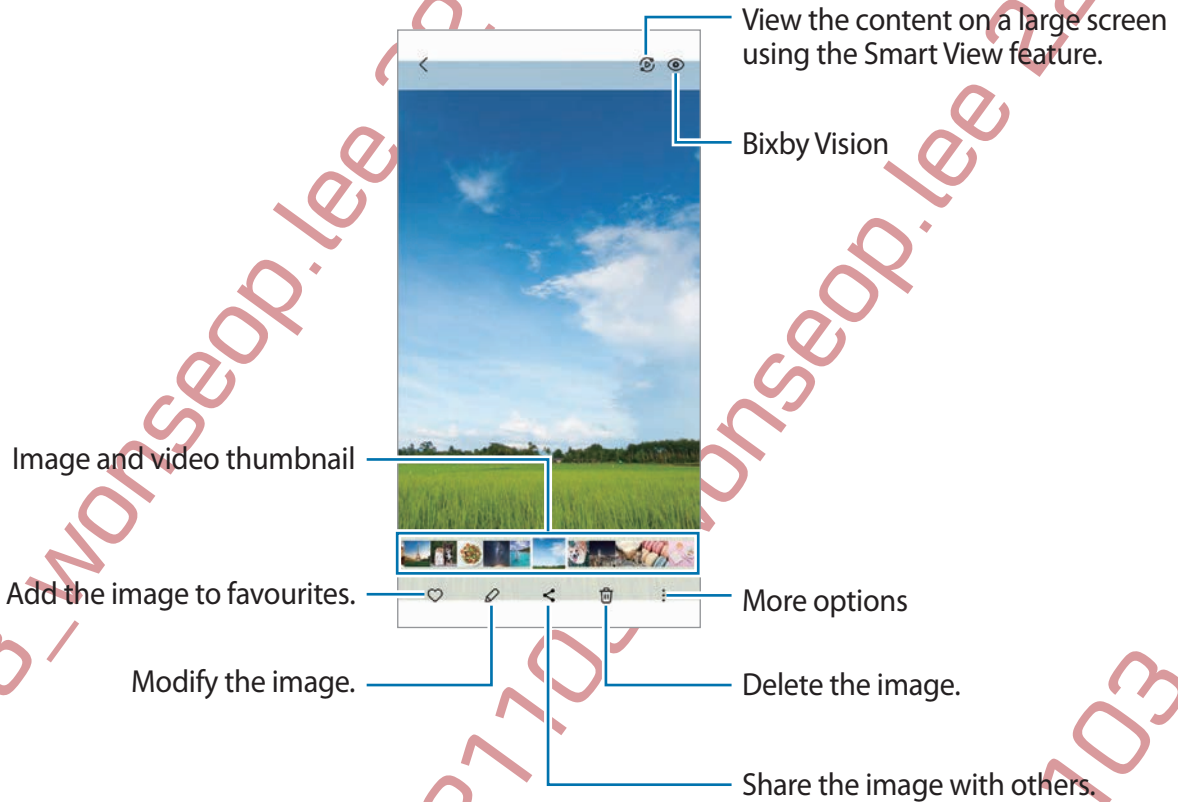 View the content on a large screen
using the Smart View feature.
Bixby Vision
Image and video thumbnail
Add the image to favourites.
More options
Modify the image.
Delete the image.
Share the image with others.